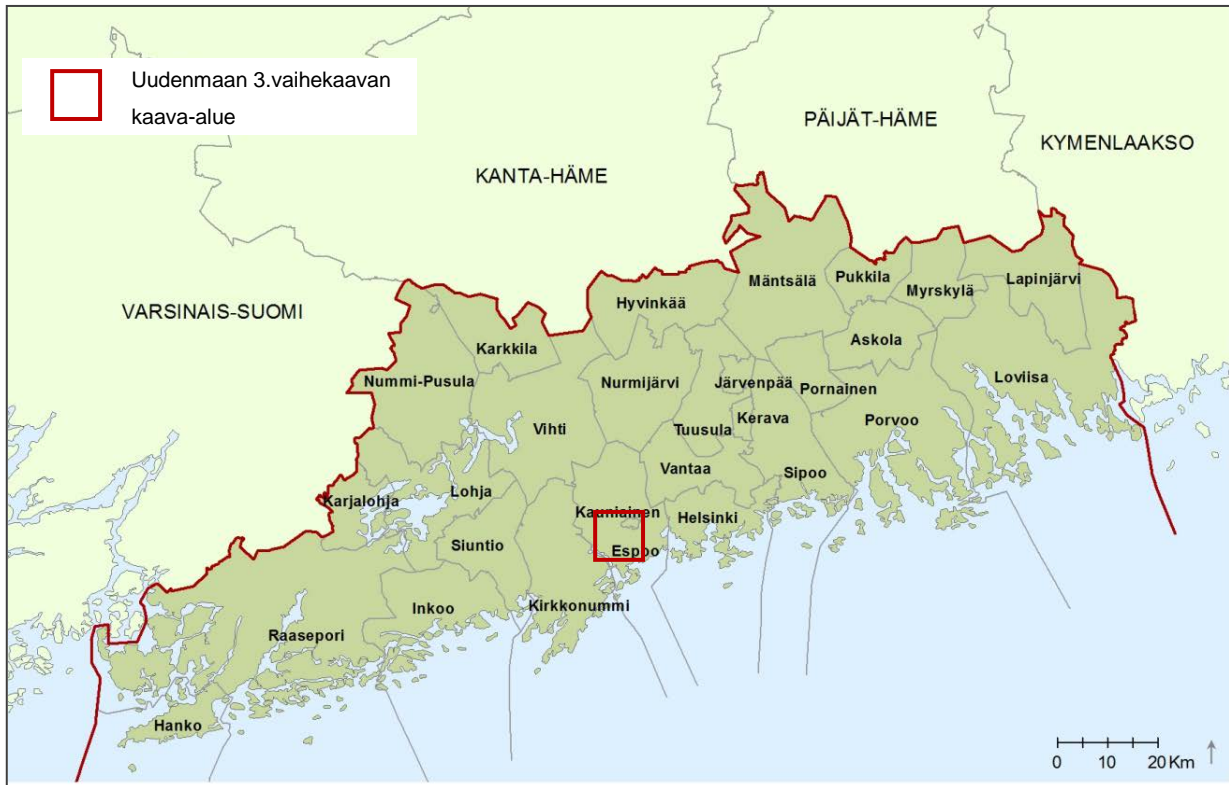 Uudenmaan 3.vaihekaavan
kaava-alue
PÄIJÄT-HÄME
KYMENLAAKSO
KANTA-HÄME
VARSINAIS-SUOMI
Mäntsälä
Pukkila
Myrskylä
Lapinjärvi
Hyvinkää
Askola
Karkkila
Nummi-Pusula
Nurmijärvi
Järvenpää
Pornainen
Loviisa
Kerava
Porvoo
Vihti
Tuusula
Vantaa
Sipoo
Karjalohja
Lohja
Kauniainen
Helsinki
Siuntio
Espoo
Inkoo
Kirkkonummi
Raasepori
Hanko
0 10 20 Km